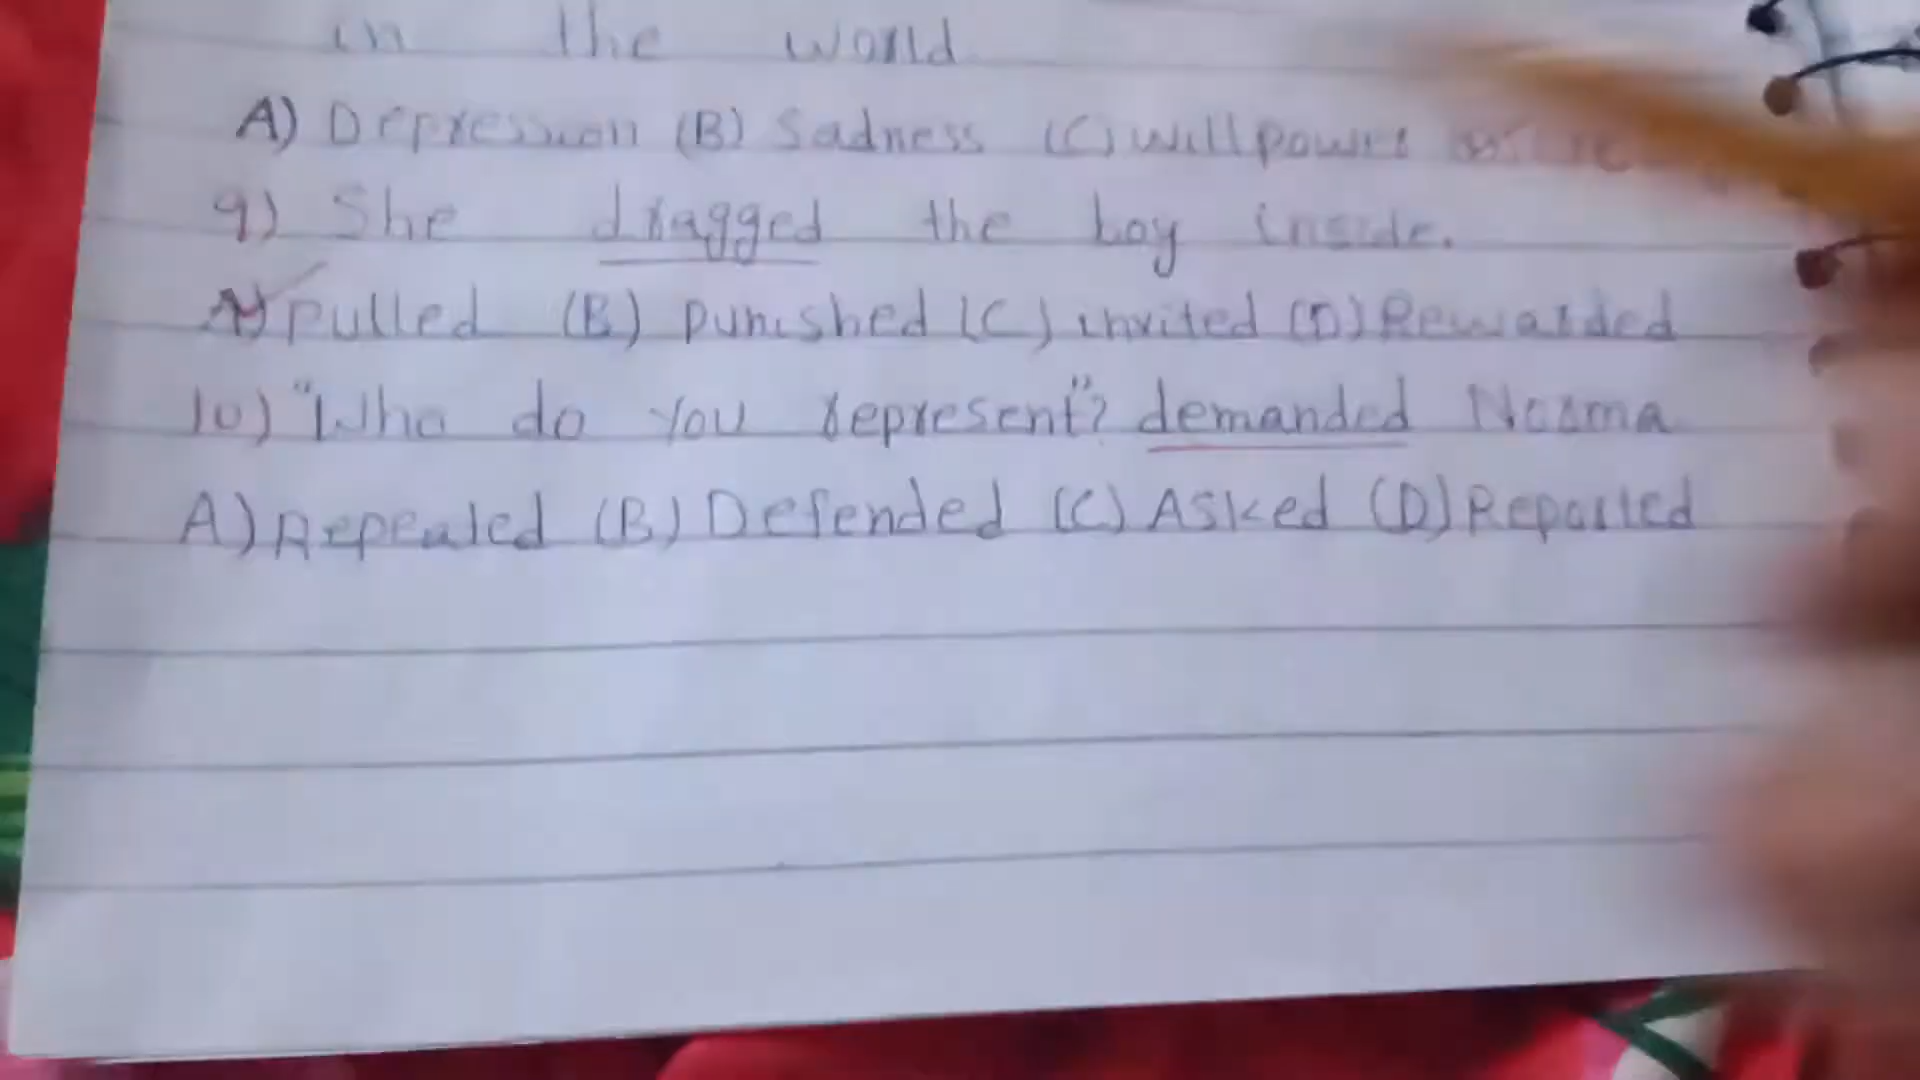 in the world
A) Depression (B) Sadness (C) willpower
9) She dragged the boy inside.
A) pulled (B) punished (C) invited (D) Rewarded
10) "Who do you represent"? demanded Norma
A) Repeated (B) Defended (C) Asked (D) Reported